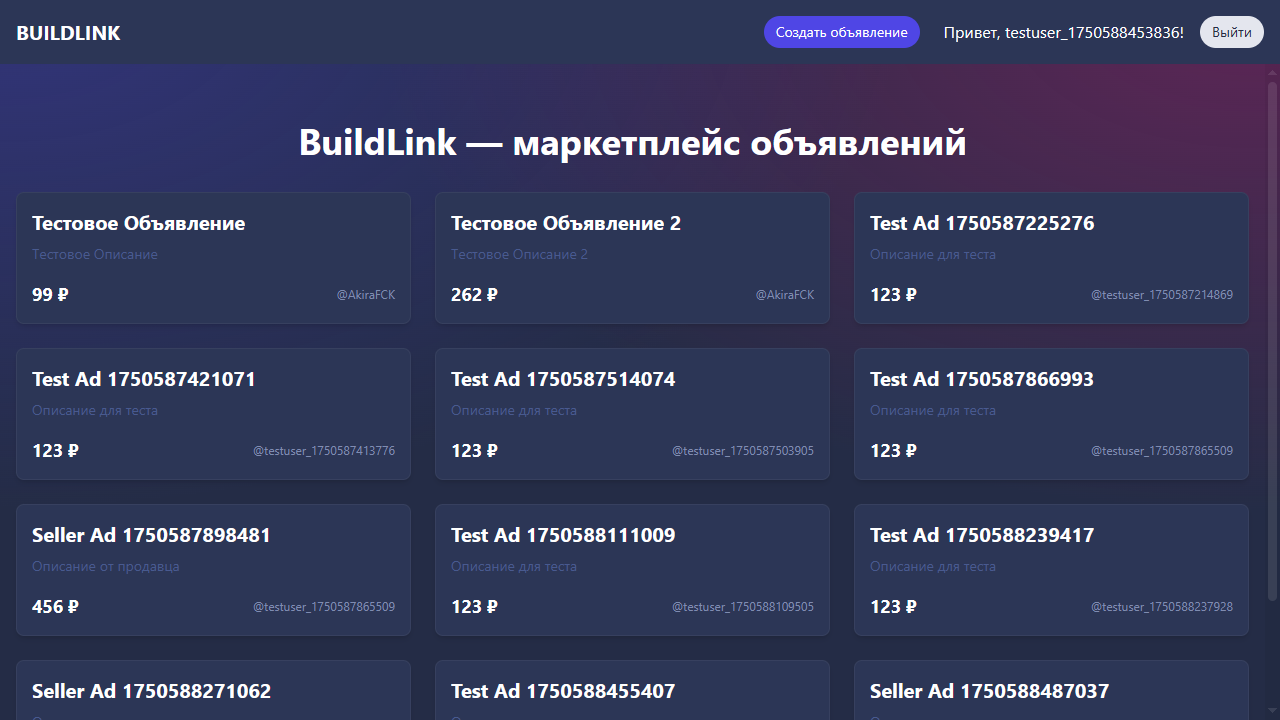 BUILDLINK
Создать объявление
Привет, testuser_1750588453836!
Выйти
BuildLink — маркетплейс объявлений
Тестовое Объявление
Тестовое Описание
99 ₽
@AkiraFCK
Тестовое Объявление 2
Тестовое Описание 2
262 ₽
@AkiraFCK
Test Ad 1750587225276
Описание для теста
123 ₽
@testuser_1750587214869
Test Ad 1750587421071
Описание для теста
123 ₽
@testuser_1750587413776
Test Ad 1750587514074
Описание для теста
123 ₽
@testuser_1750587503905
Test Ad 1750587866993
Описание для теста
123 ₽
@testuser_1750587865509
Seller Ad 1750587898481
Описание от продавца
456 ₽
@testuser_1750587865509
Test Ad 1750588111009
Описание для теста
123 ₽
@testuser_1750588109505
Test Ad 1750588239417
Описание для теста
123 ₽
@testuser_1750588237928
Seller Ad 1750588271062
Test Ad 1750588455407
Seller Ad 1750588487037